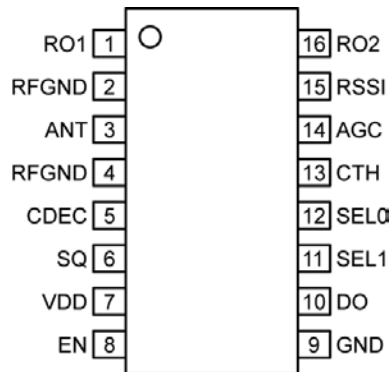 RO1 1 16 RO2
RFGND 2 15 RSSI
ANT 3 14 AGC
RFGND 4 13 CTH
CDEC 5 12 SEL0
SQ 6 11 SEL1
VDD 7 10 DO
EN 8 9 GND